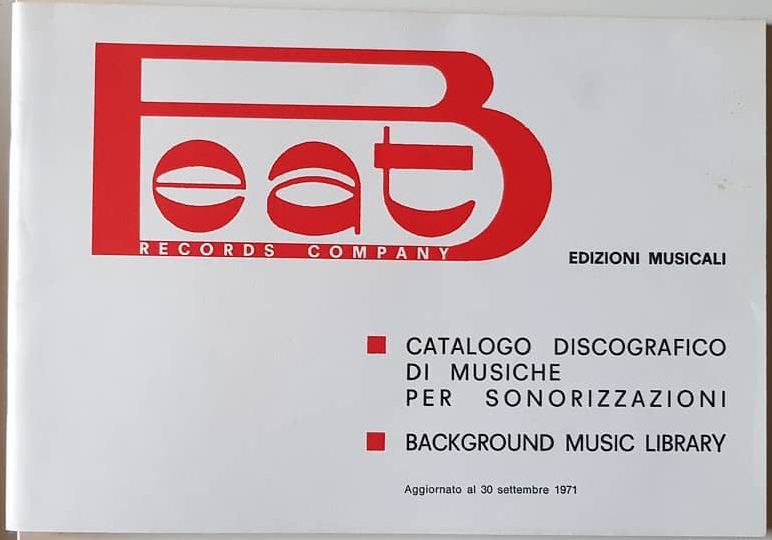 Beat
RECORDS COMPANY
EDIZIONI MUSICALI
CATALOGO DISCOGRAFICO
DI MUSICHE
PER SONORIZZAZIONI
BACKGROUND MUSIC LIBRARY
Aggiornato al 30 settembre 1971